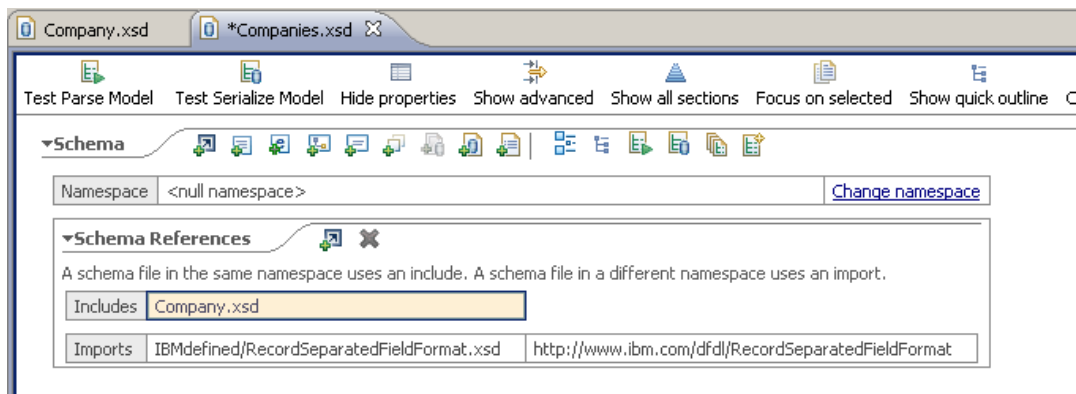 Company.xsd *Companies.xsd
Test Parse Model Test Serialize Model Hide properties Show advanced Show all sections Focus on selected Show quick outline
Schema
Namespace <null namespace> Change namespace
Schema References
A schema file in the same namespace uses an include. A schema file in a different namespace uses an import.
Includes Company.xsd
Imports IBMdefined/RecordSeparatedFieldFormat.xsd http://www.ibm.com/dfdl/RecordSeparatedFieldFormat